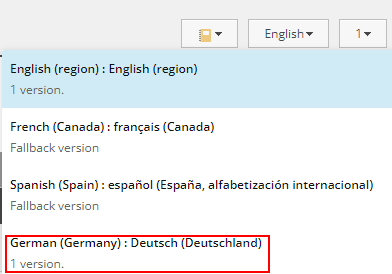 English
1
English (region) : English (region)
1 version.
French (Canada) : français (Canada)
Fallback version
Spanish (Spain) : español (España, alfabetización internacional)
Fallback version
German (Germany) : Deutsch (Deutschland)
1 version.